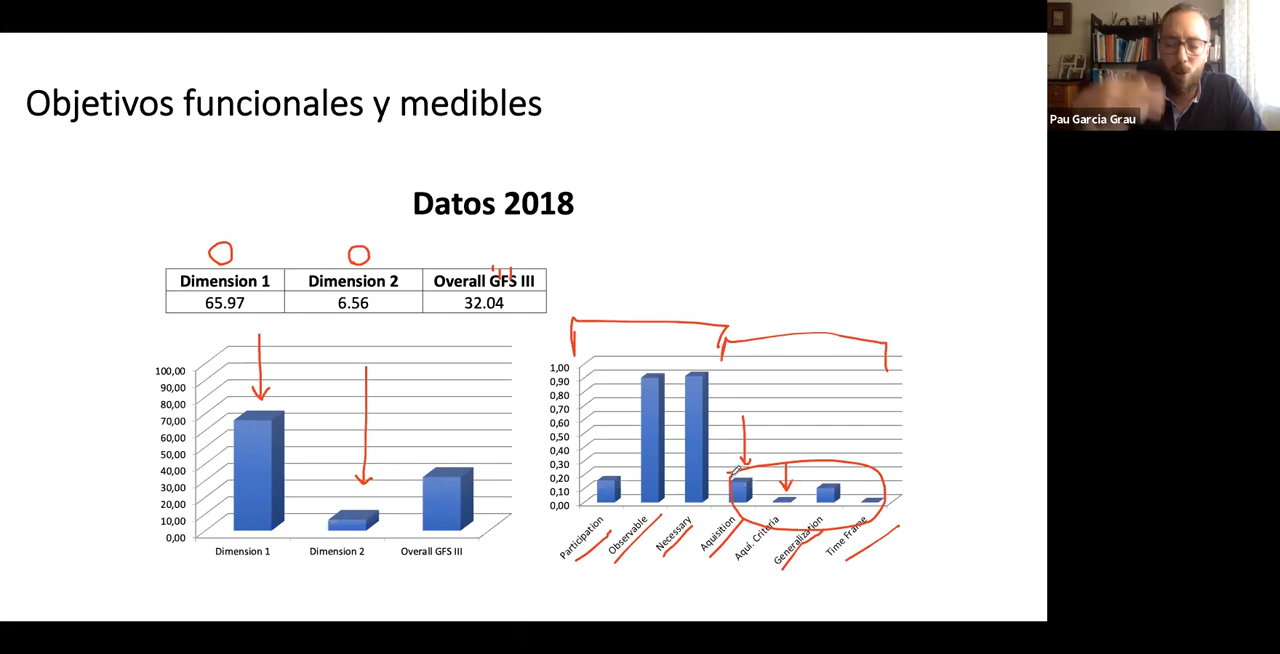 Objetivos funcionales y medibles
Datos 2018
Dimension 1 Dimension 2 Overall GFS III
65.97 6.56 32.04
100,00
90,00
80,00
70,00
60,00
50,00
40,00
30,00
20,00
10,00
0,00
Dimension 1 Dimension 2 Overall GFS III
1,00
0,90
0,80
0,70
0,60
0,50
0,40
0,30
0,20
0,10
0,00
Participation
Observable
Necessary
Aquisition
Aqui. Criteria
Generalization
Time Frame
Pau Garcia Grau